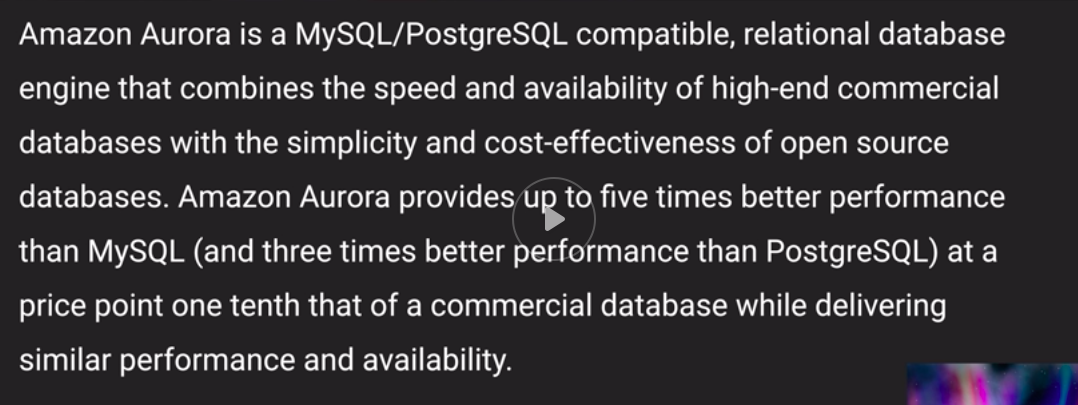 Amazon Aurora is a MySQL/PostgreSQL compatible, relational database
engine that combines the speed and availability of high-end commercial
databases with the simplicity and cost-effectiveness of open source
databases. Amazon Aurora provides up to five times better performance
than MySQL (and three times better performance than PostgreSQL) at a
price point one tenth that of a commercial database while delivering
similar performance and availability.